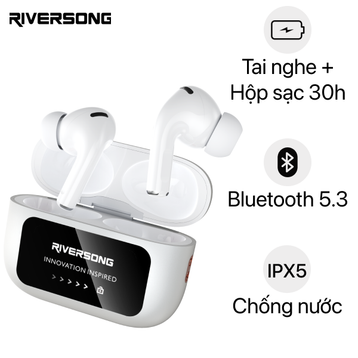 RIVERSONG
Tai nghe +
Hộp sạc 30h
Bluetooth 5.3
RIVERSONG
INNOVATION INSPIRED
IPX5
Chống nước